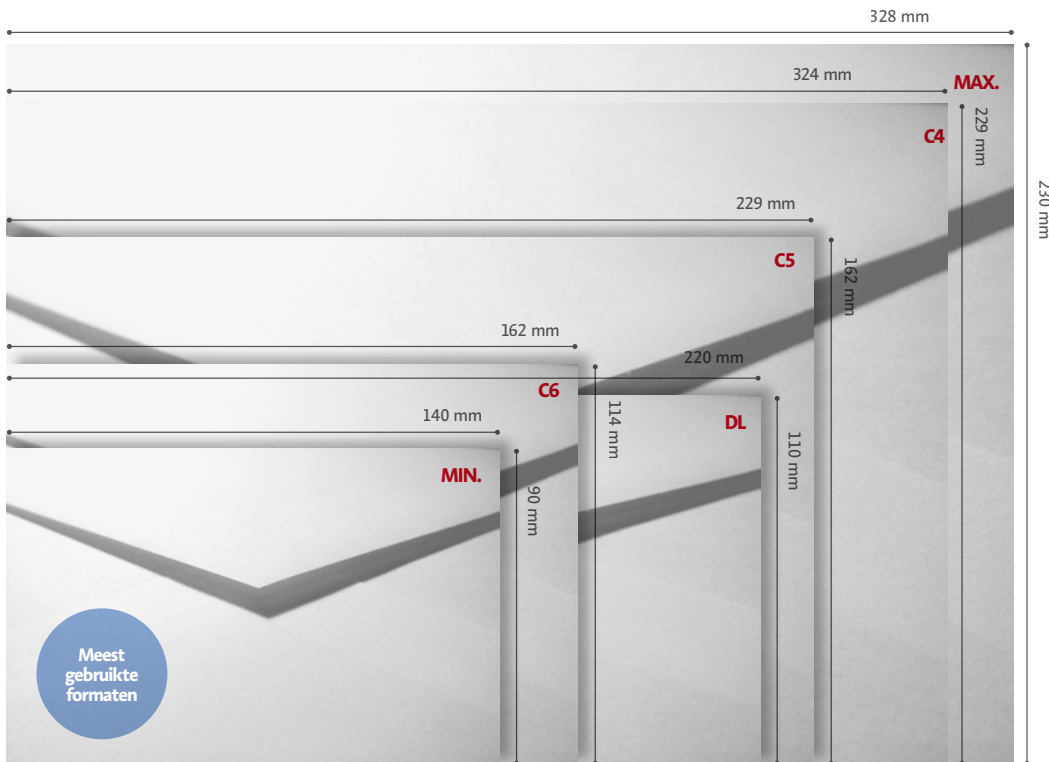 328 mm
324 mm
MAX.
229 mm
C4
230 mm
229 mm
C5
162 mm
162 mm
220 mm
C6
114 mm
140 mm
DL
110 mm
MIN.
90 mm
Meest
gebruikte
formaten